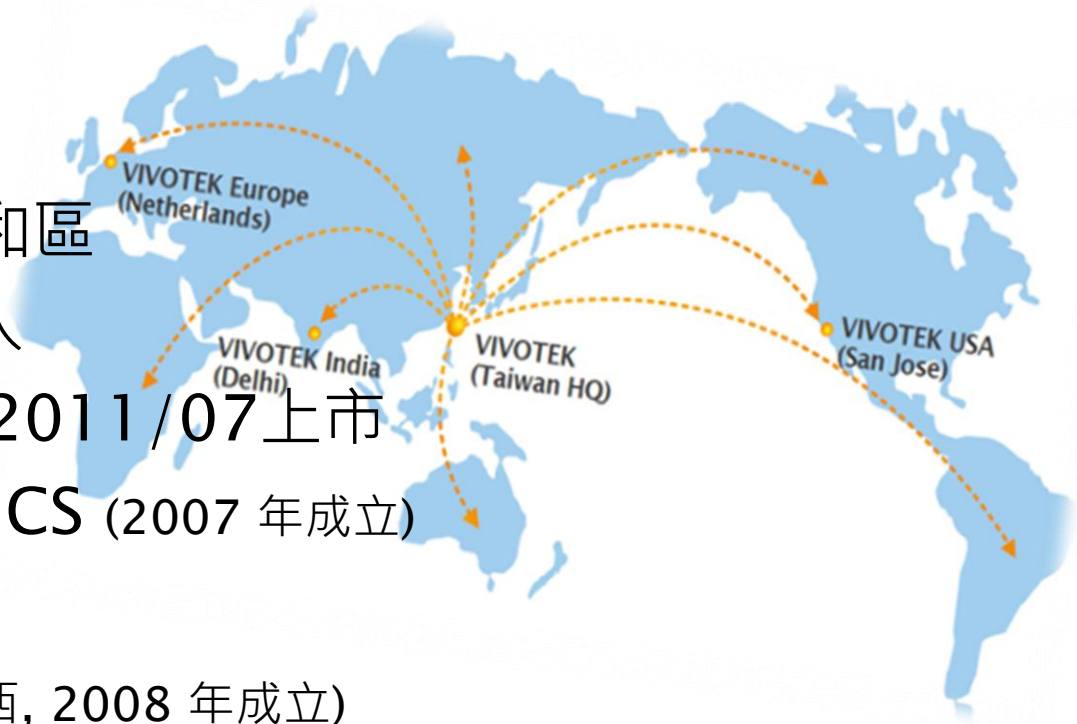 VIVOTEK Europe
(Netherlands)
和區
VIVOTEK USA
(San Jose)
人
VIVOTEK India
(Delhi)
VIVOTEK
(Taiwan HQ)
2011/07上市
CS (2007 年成立)
, 2008 年成立)